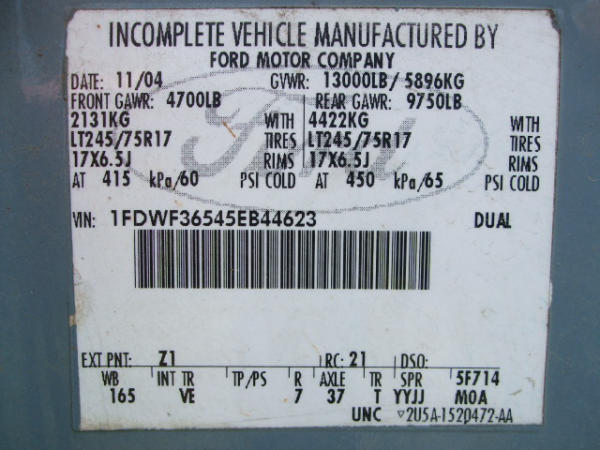 INCOMPLETE VEHICLE MANUFACTURED BY
FORD MOTOR COMPANY
DATE: 11/04 GVWR: 13000LB/ 5896KG
FRONT GAWR: 4700LB REAR GAWR: 9750LB
2131KG WITH 4422KG WITH
LT245/75R17 TIRES LT245/75R17 TIRES
17X6.5J RIMS 17X6.5J RIMS
AT 415 kPa/60 PSI COLD AT 450 kPa/65 PSI COLD
VIN: 1FDWF36545EB44623 DUAL
EXT PNT: Z1 RC: 21 DSO:
WB INT TR TP/PS R AXLE TR SPR 5F714
165 VE 7 37 T YYJJ MOA
UNC ▽2U5A-1520472-AA
Ford